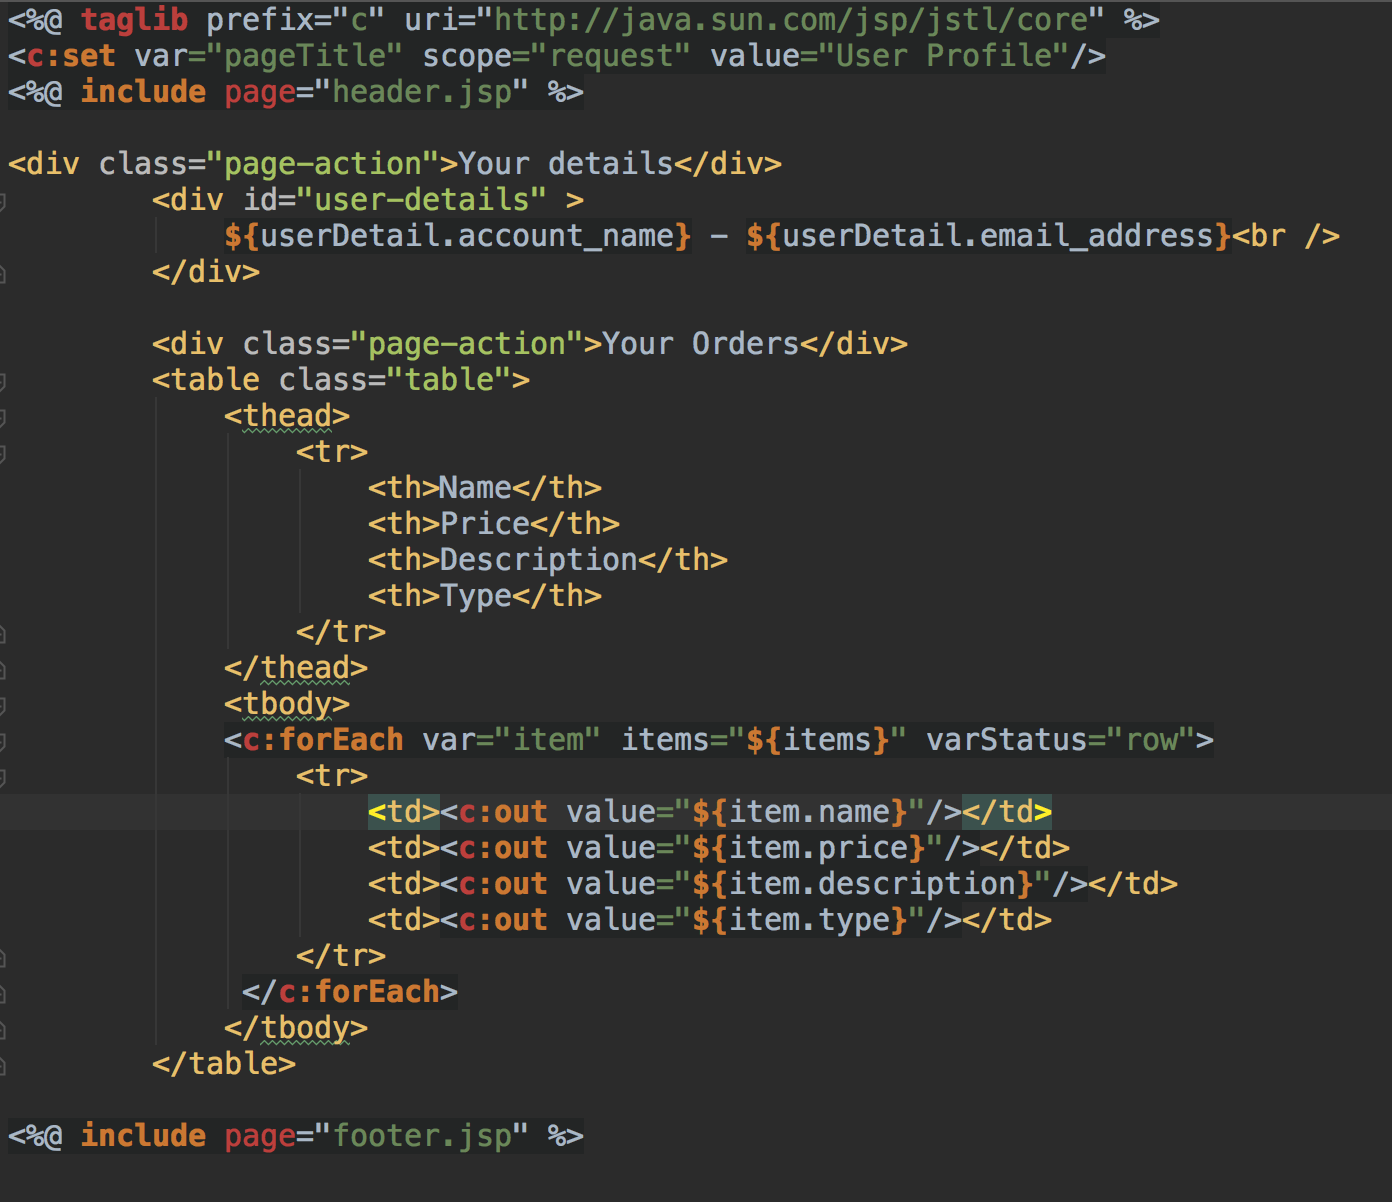 <%@ taglib prefix="c" uri="http://java.sun.com/jsp/jstl/core" %>
<c:set var="pageTitle" scope="request" value="User Profile"/>
<%@ include page="header.jsp" %>

<div class="page-action">Your details</div>
        <div id="user-details" >
            ${userDetail.account_name} - ${userDetail.email_address}<br />
        </div>

        <div class="page-action">Your Orders</div>
        <table class="table">
            <thead>
                <tr>
                    <th>Name</th>
                    <th>Price</th>
                    <th>Description</th>
                    <th>Type</th>
                </tr>
            </thead>
            <tbody>
            <c:forEach var="item" items="${items}" varStatus="row">
                <tr>
                    <td><c:out value="${item.name}"/></td>
                    <td><c:out value="${item.price}"/></td>
                    <td><c:out value="${item.description}"/></td>
                    <td><c:out value="${item.type}"/></td>
                </tr>
             </c:forEach>
            </tbody>
        </table>

<%@ include page="footer.jsp" %>